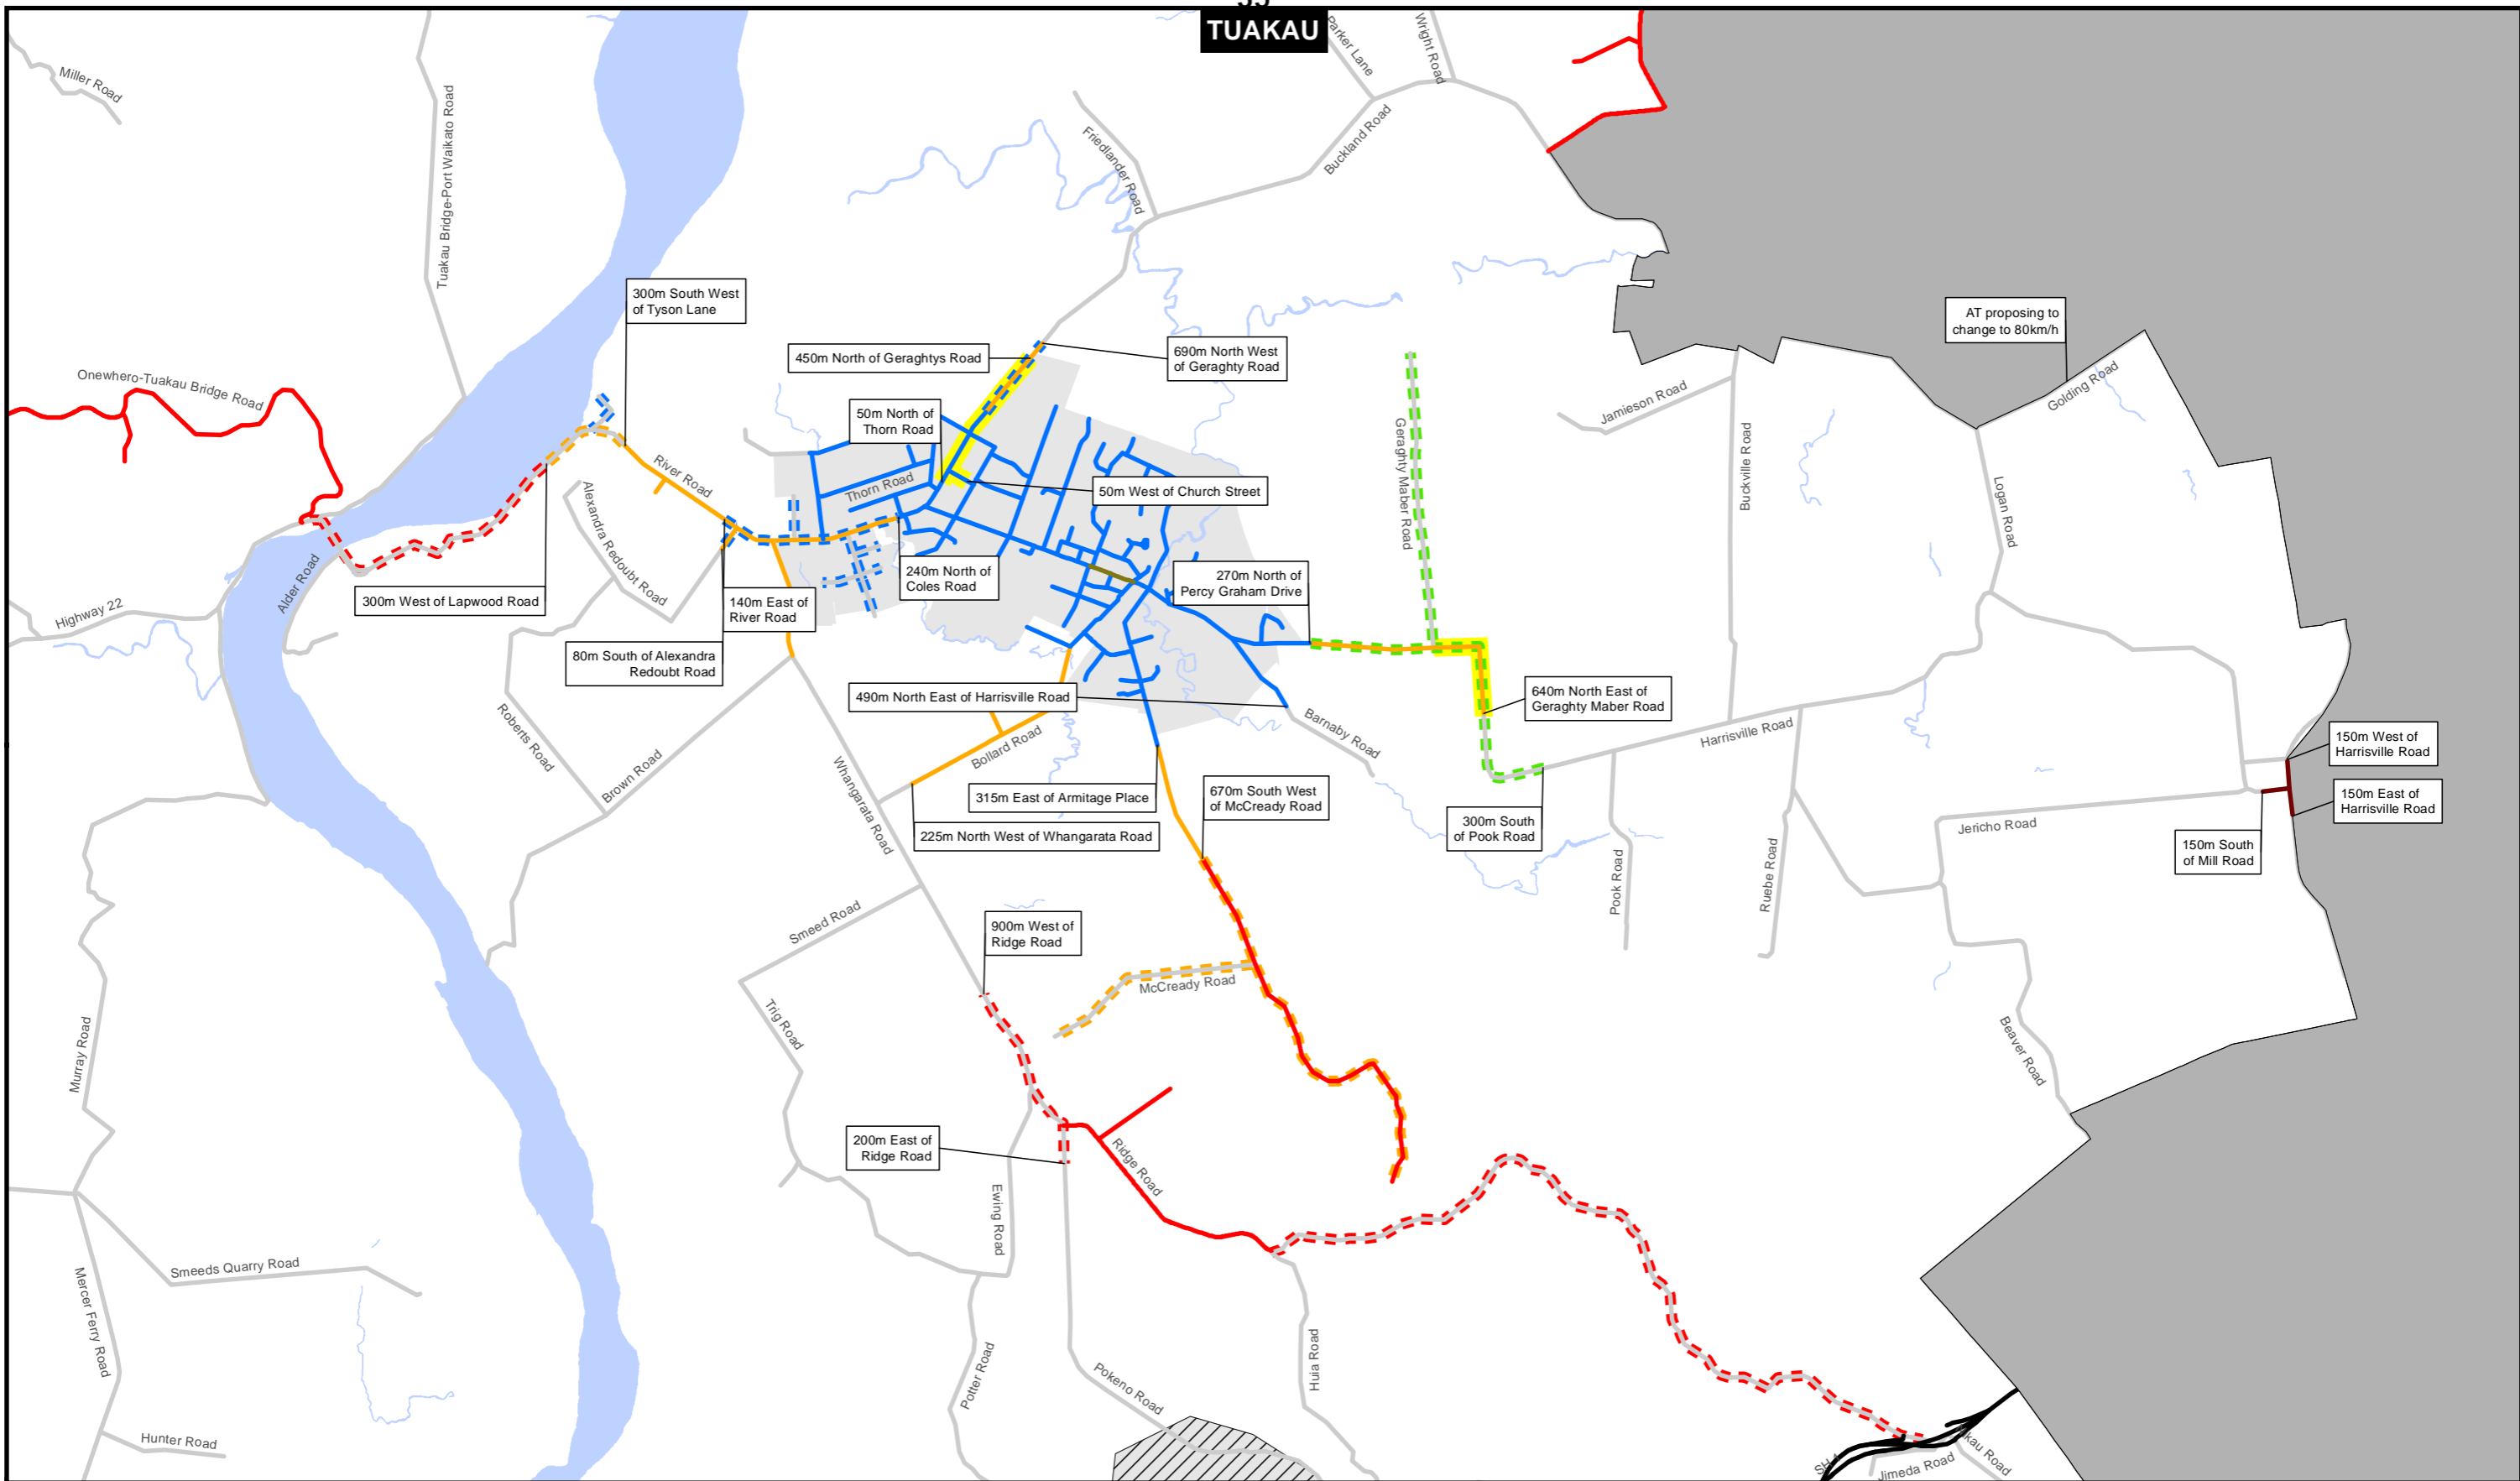 35
TUAKAU
Miller Road
Tuakau Bridge-Port Waikato Road
Parker Lane
Wright Road
Friedlander Road
Buckland Road
300m South West
of Tyson Lane
AT proposing to
change to 80km/h
450m North of Geraghtys Road
690m North West
of Geraghty Road
Onewhero-Tuakau Bridge Road
Golding Road
Jamieson Road
50m North of
Thorn Road
Geraghty Maber Road
Buckville Road
River Road
Thorn Road
50m West of Church Street
Logan Road
Alexandra Redoubt Road
Alder Road
Highway 22
300m West of Lapwood Road
140m East of
River Road
240m North of
Coles Road
270m North of
Percy Graham Drive
80m South of Alexandra
Redoubt Road
490m North East of Harrisville Road
640m North East of
Geraghty Maber Road
Roberts Road
Brown Road
Whangarata Road
Bollard Road
Barnaby Road
Harrisville Road
150m West of
Harrisville Road
315m East of Armitage Place
670m South West
of McCready Road
150m East of
Harrisville Road
225m North West of Whangarata Road
300m South
of Pook Road
Jericho Road
150m South
of Mill Road
Pook Road
Ruebe Road
Smeed Road
900m West of
Ridge Road
McCready Road
Trig Road
Murray Road
Beaver Road
200m East of
Ridge Road
Ridge Road
Ewing Road
Smeeds Quarry Road
Mercer Ferry Road
Potter Road
Pokeno Road
Huia Road
Hunter Road
kau Road
Jimeda Road